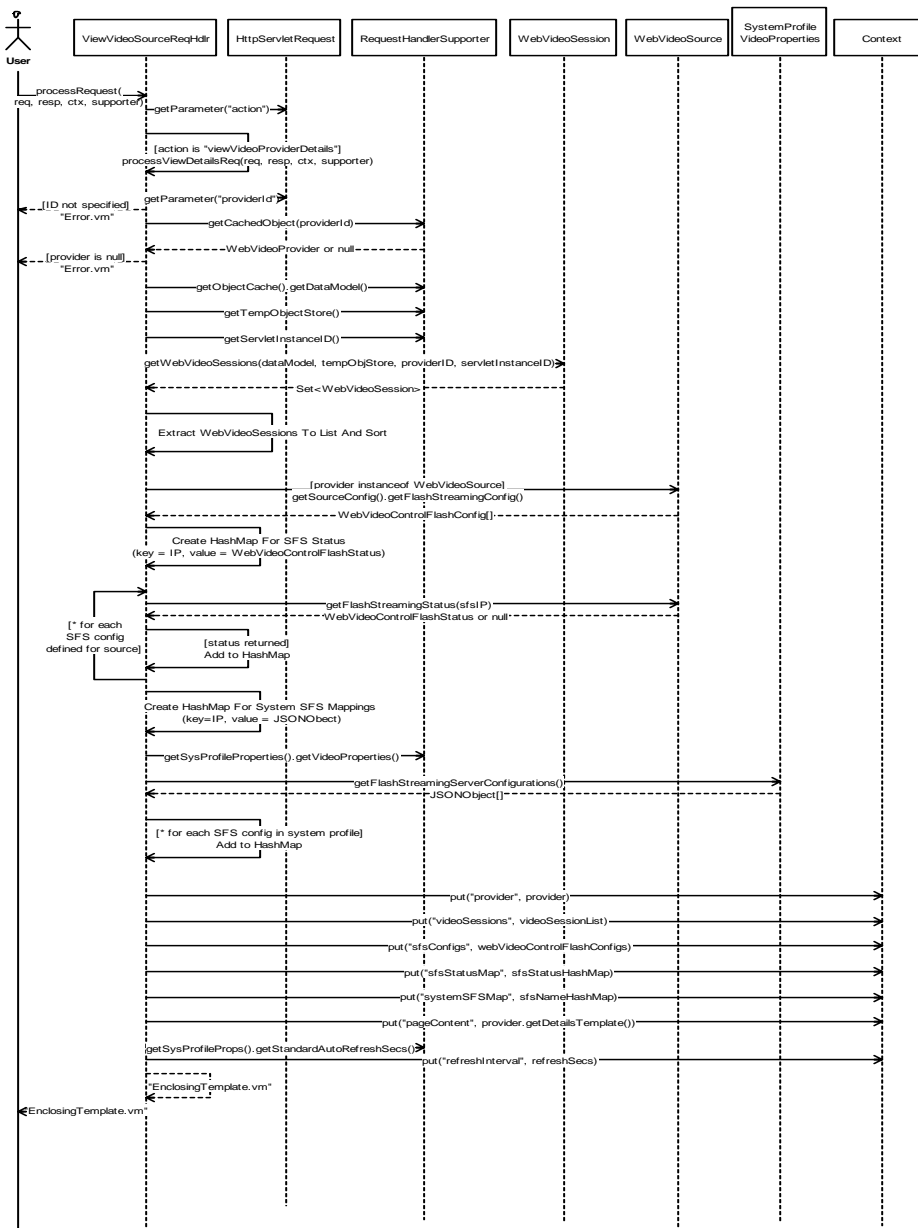 SystemProfile
VideoProperties
ViewVideoSourceReqHdlr
HttpServletRequest
RequestHandlerSupporter
WebVideoSession
WebVideoSource
Context
User
processRequest(
req, resp, ctx, supporter)
getParameter("action")
[action is "viewVideoProviderDetails"]
processViewDetailsReq(req, resp, ctx, supporter)
getParameter("providerId")
[ID not specified]
"Error.vm"
getCachedObject(providerId)
WebVideoProvider or null
[provider is null]
"Error.vm"
getObjectCache().getDataModel()
getTempObjectStore()
getServletInstanceID()
getWebVideoSessions(dataModel, tempObjStore, providerID, servletInstanceID)
Set<WebVideoSession>
Extract WebVideoSessions To List And Sort
[provider instanceof WebVideoSource]
getSourceConfig().getFlashStreamingConfig()
WebVideoControlFlashConfig[]
Create HashMap For SFS Status
(key = IP, value = WebVideoControlFlashStatus)
getFlashStreamingStatus(sfsIP)
WebVideoControlFlashStatus or null
[* for each
SFS config
defined for source]
[status returned]
Add to HashMap
Create HashMap For System SFS Mappings
(key=IP, value = JSONObect)
getSysProfileProperties().getVideoProperties()
getFlashStreamingServerConfigurations()
JSONObject[]
[* for each SFS config in system profile]
Add to HashMap
put("provider", provider)
put("videoSessions", videoSessionList)
put("sfsConfigs", webVideoControlFlashConfigs)
put("sfsStatusMap", sfsStatusHashMap)
put("systemSFSMap", sfsNameHashMap)
put("pageContent", provider.getDetailsTemplate())
getSysProfileProps().getStandardAutoRefreshSecs()
put("refreshInterval", refreshSecs)
"EnclosingTemplate.vm"
"EnclosingTemplate.vm"